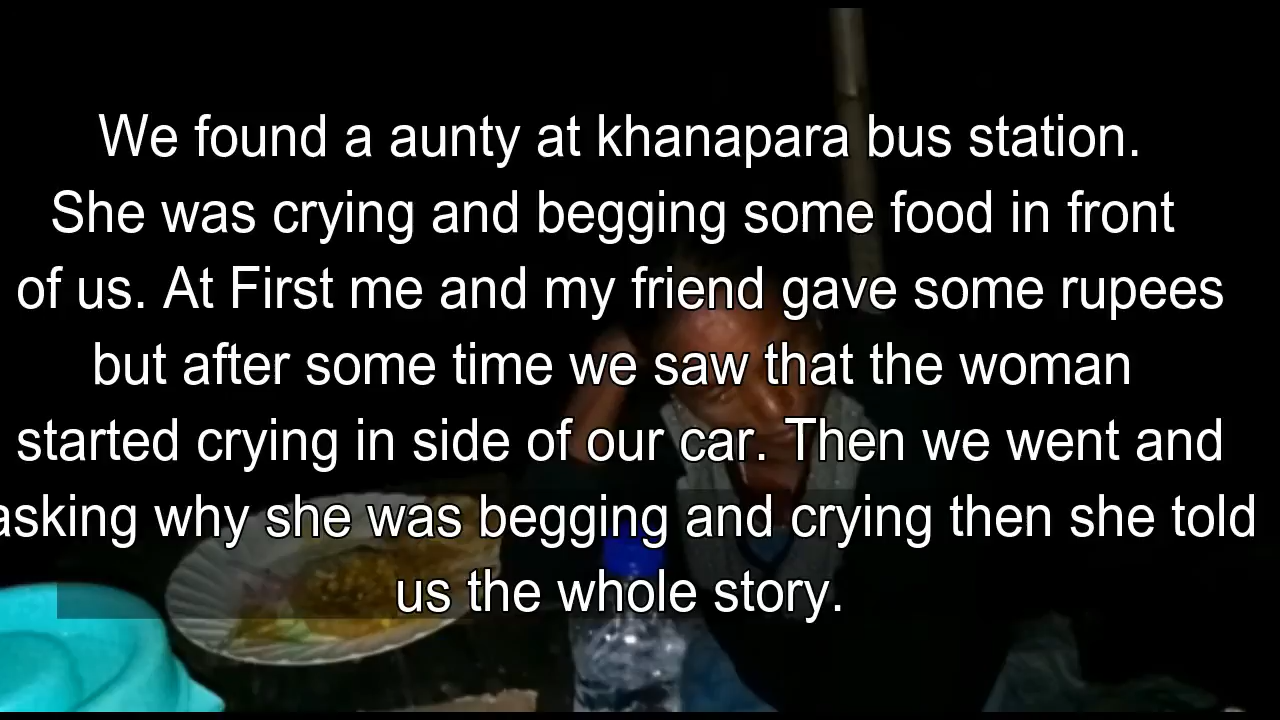 We found a aunty at khanapara bus station.
She was crying and begging some food in front
of us. At First me and my friend gave some rupees
but after some time we saw that the woman
started crying in side of our car. Then we went and
asking why she was begging and crying then she told
us the whole story.